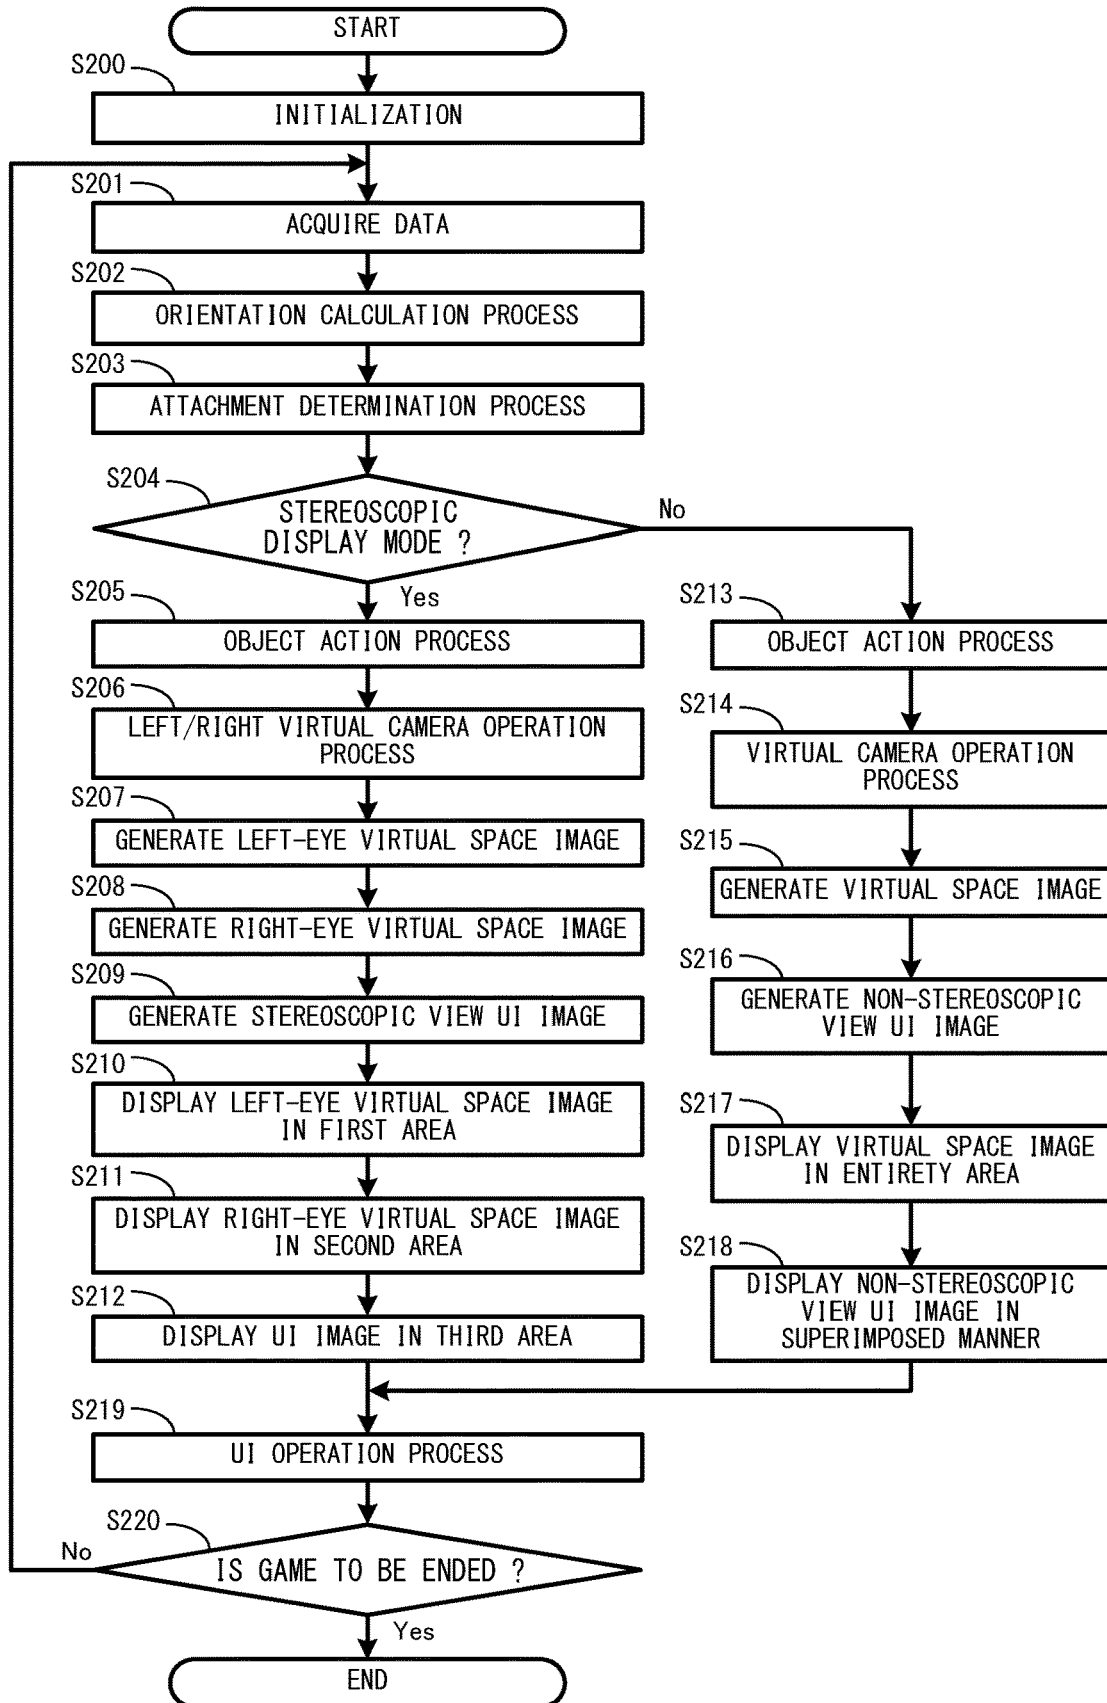 START
S200
INITIALIZATION
S201
ACQUIRE DATA
S202
ORIENTATION CALCULATION PROCESS
S203
ATTACHMENT DETERMINATION PROCESS
S204
STEREOSCOPIC
DISPLAY MODE ?
No
Yes
S205
OBJECT ACTION PROCESS
S206
LEFT/RIGHT VIRTUAL CAMERA OPERATION
PROCESS
S207
GENERATE LEFT-EYE VIRTUAL SPACE IMAGE
S208
GENERATE RIGHT-EYE VIRTUAL SPACE IMAGE
S209
GENERATE STEREOSCOPIC VIEW UI IMAGE
S210
DISPLAY LEFT-EYE VIRTUAL SPACE IMAGE
IN FIRST AREA
S211
DISPLAY RIGHT-EYE VIRTUAL SPACE IMAGE
IN SECOND AREA
S212
DISPLAY UI IMAGE IN THIRD AREA
S213
OBJECT ACTION PROCESS
S214
VIRTUAL CAMERA OPERATION
PROCESS
S215
GENERATE VIRTUAL SPACE IMAGE
S216
GENERATE NON-STEREOSCOPIC
VIEW UI IMAGE
S217
DISPLAY VIRTUAL SPACE IMAGE
IN ENTIRETY AREA
S218
DISPLAY NON-STEREOSCOPIC
VIEW UI IMAGE IN
SUPERIMPOSED MANNER
S219
UI OPERATION PROCESS
S220
IS GAME TO BE ENDED ?
No
Yes
END